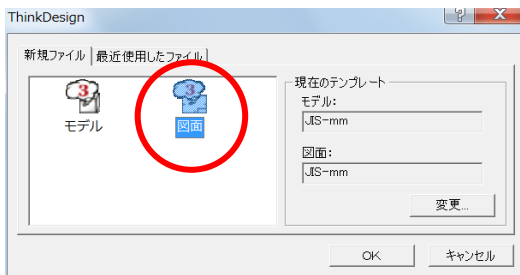 ThinkDesign
新規ファイル 最近使用したファイル
モデル
図面
現在のテンプレート
モデル:
JIS-mm
図面:
JIS-mm
変更...
OK キャンセル